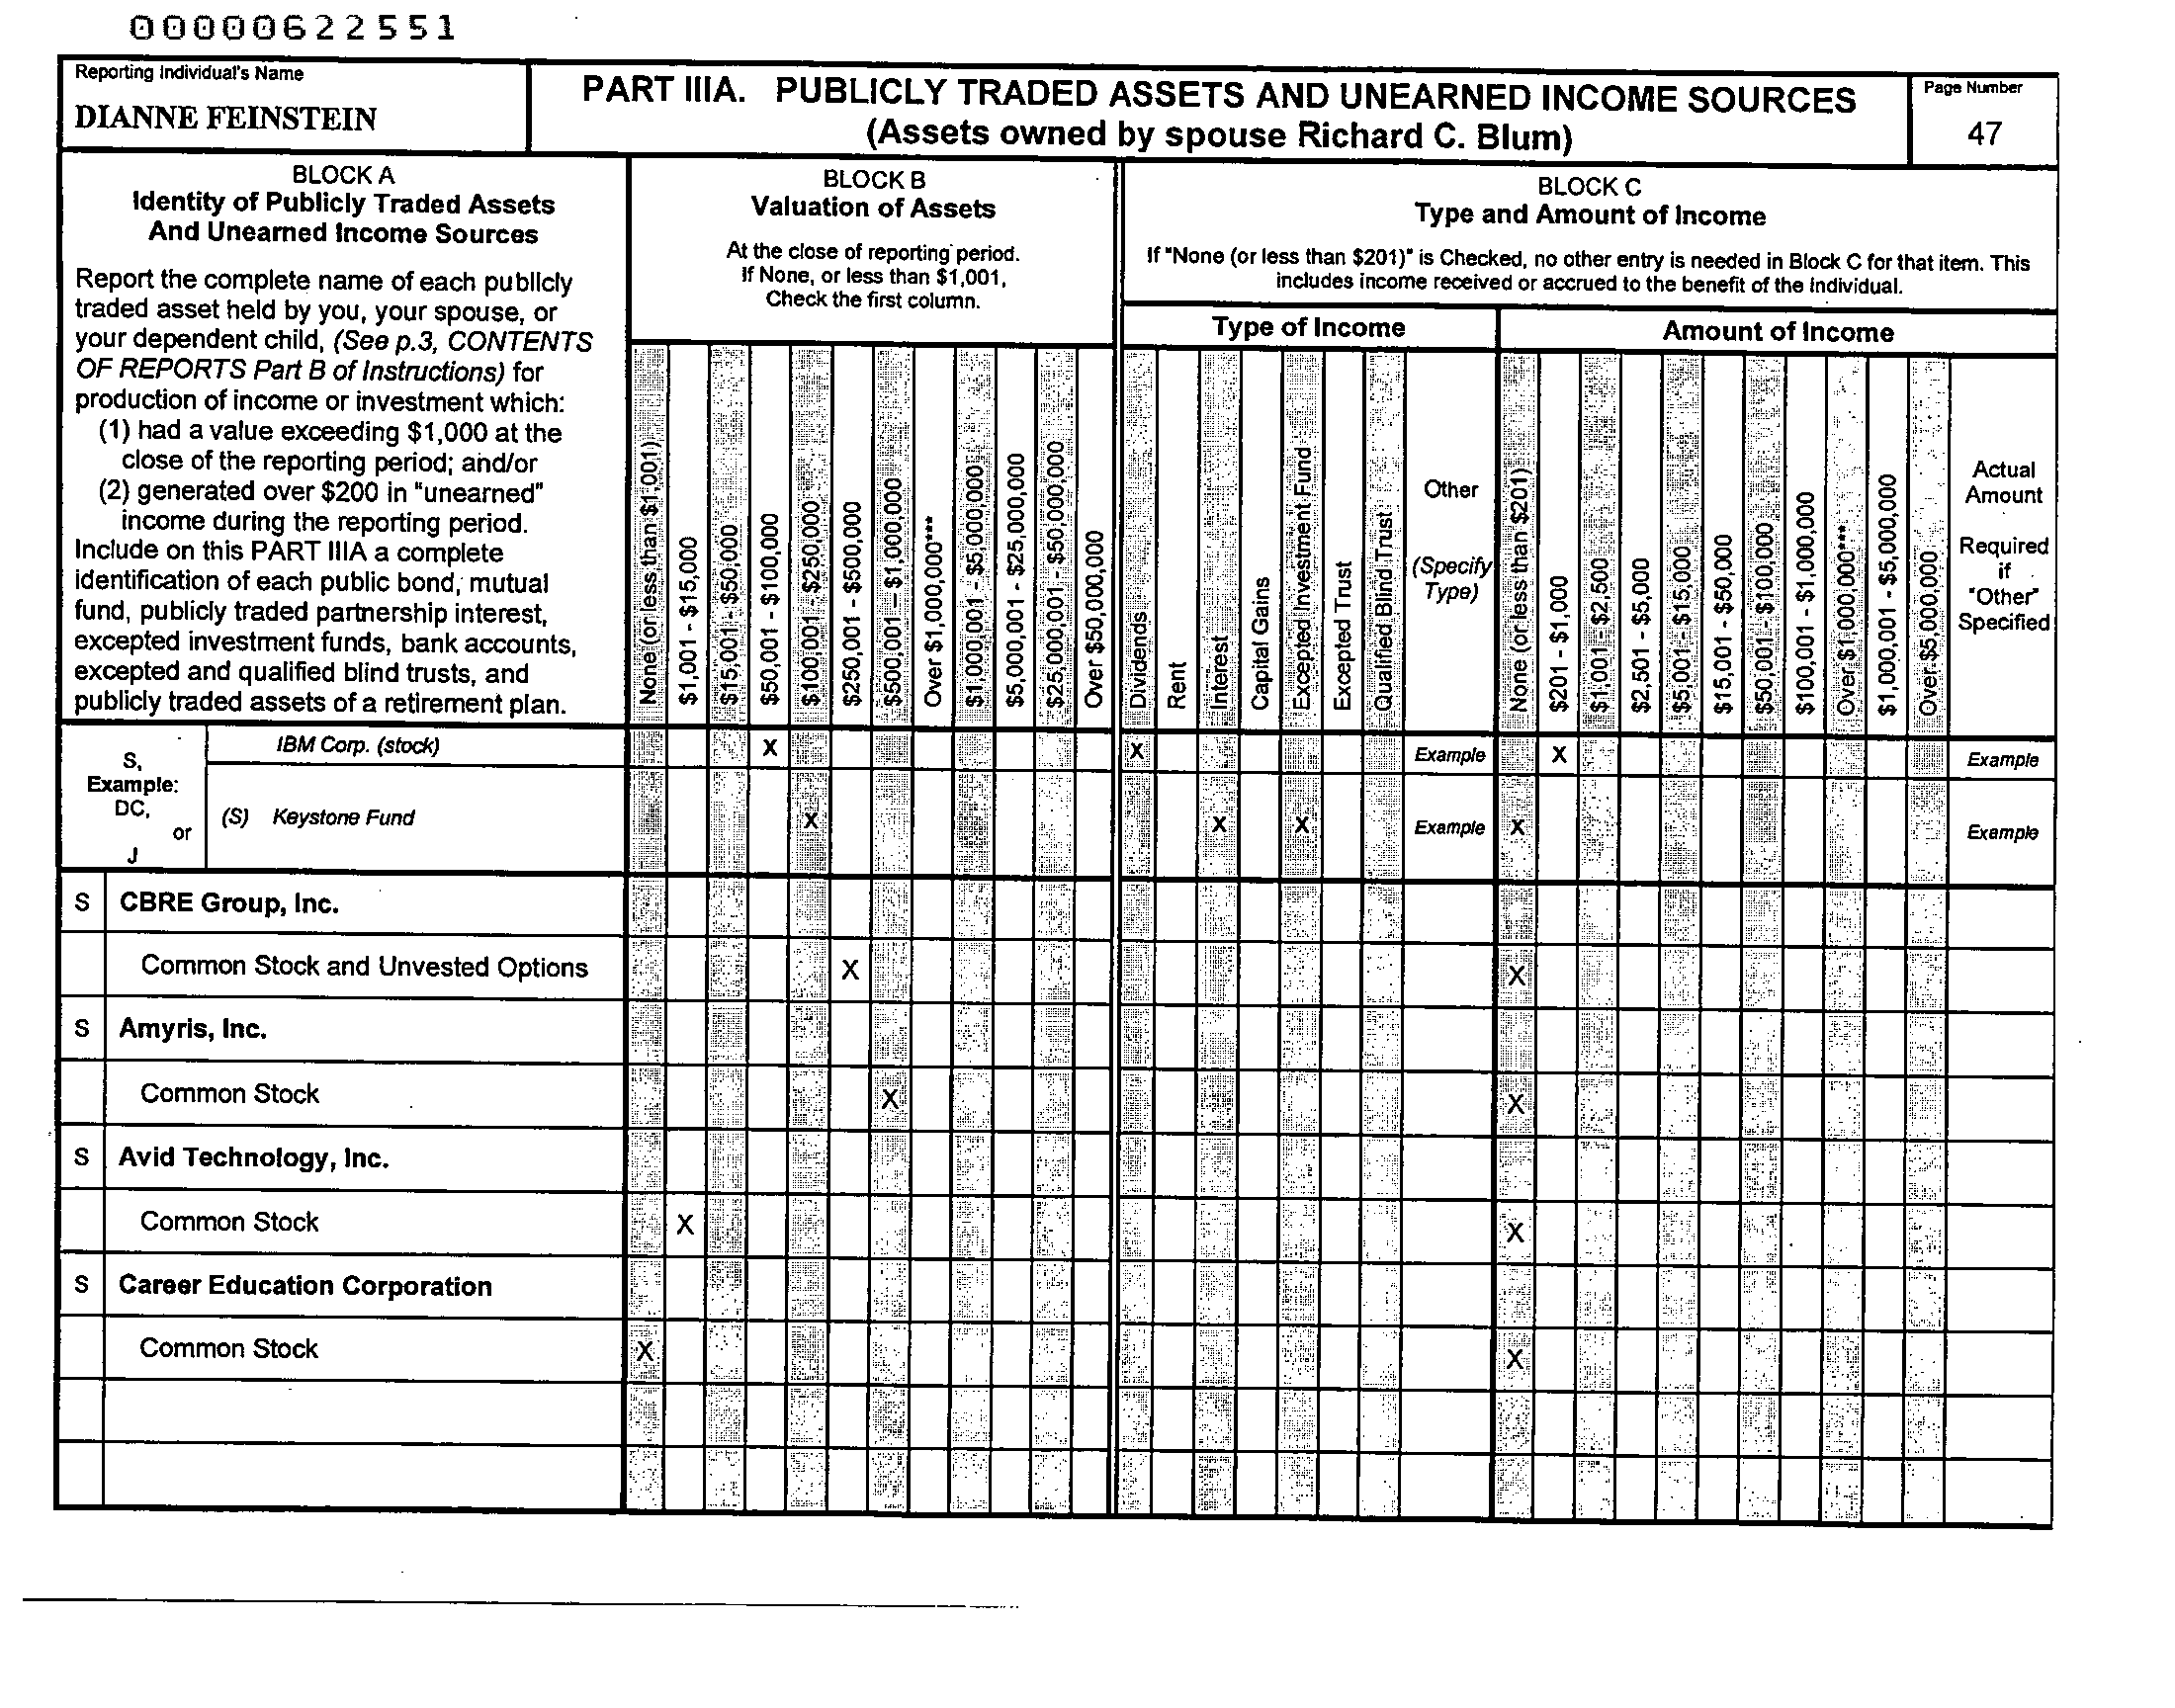 00000622551
Reporting Individual's Name
DIANNE FEINSTEIN
PART IIIA. PUBLICLY TRADED ASSETS AND UNEARNED INCOME SOURCES
(Assets owned by spouse Richard C. Blum)
Page Number
47
BLOCK A
Identity of Publicly Traded Assets
And Unearned Income Sources
Report the complete name of each publicly
traded asset held by you, your spouse, or
your dependent child, (See p.3, CONTENTS
OF REPORTS Part B of Instructions) for
production of income or investment which:
(1) had a value exceeding $1,000 at the
close of the reporting period; and/or
(2) generated over $200 in "unearned"
income during the reporting period.
Include on this PART IIIA a complete
identification of each public bond, mutual
fund, publicly traded partnership interest,
excepted investment funds, bank accounts,
excepted and qualified blind trusts, and
publicly traded assets of a retirement plan.
BLOCK B
Valuation of Assets
At the close of reporting period.
If None, or less than $1,001,
Check the first column.
None (or less than $1,001)
$1,001 - $15,000
$15,001 - $50,000
$50,001 - $100,000
$100,001 - $250,000
$250,001 - $500,000
$500,001 – $1,000,000
Over $1,000,000***
$1,000,001 - $5,000,000
$5,000,001 - $25,000,000
$25,000,001 - $50,000,000
Over $50,000,000
BLOCK C
Type and Amount of Income
If "None (or less than $201)" is Checked, no other entry is needed in Block C for that item. This
includes income received or accrued to the benefit of the individual.
Type of Income
Dividends
Rent
Interest
Capital Gains
Excepted Investment Fund
Excepted Trust
Qualified Blind Trust
Other
(Specify
Type)
Amount of Income
None (or less than $201)
$201 - $1,000
$1,001 - $2,500
$2,501 - $5,000
$5,001 - $15,000
$15,001 - $50,000
$50,001 - $100,000
$100,001 - $1,000,000
Over $1,000,000***
$1,000,001 - $5,000,000
Over $5,000,000
Actual
Amount
Required
if
"Other"
Specified
S,
Example:
DC,
or
J
IBM Corp. (stock) X X Example X Example
(S) Keystone Fund X X X Example X Example
S CBRE Group, Inc.
Common Stock and Unvested Options X X
S Amyris, Inc.
Common Stock X X
S Avid Technology, Inc.
Common Stock X X
S Career Education Corporation
Common Stock X X